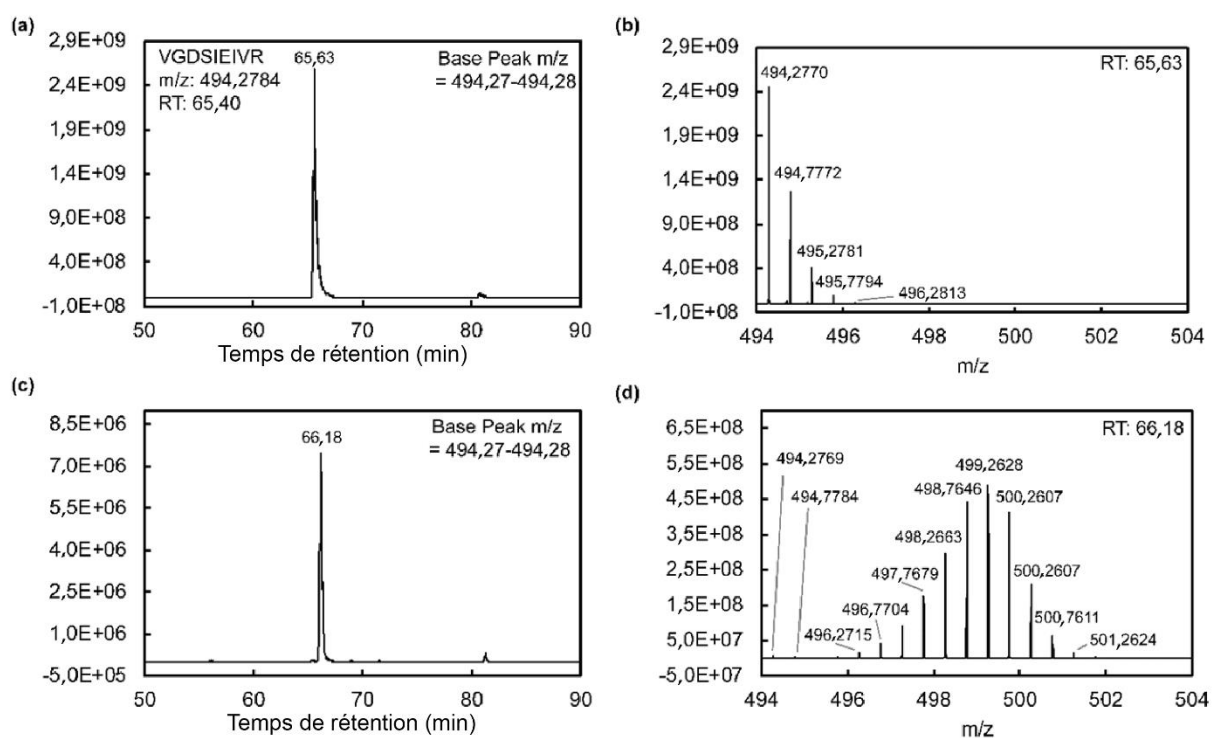 (a)
2,9E+09
2,4E+09
1,9E+09
1,4E+09
9,0E+08
4,0E+08
-1,0E+08
VGDSIEIVR
m/z: 494,2784
RT: 65,40
65,63
Base Peak m/z
= 494,27-494,28
50 60 70 80 90
Temps de rétention (min)
(b)
2,9E+09
2,4E+09
1,9E+09
1,4E+09
9,0E+08
4,0E+08
-1,0E+08
RT: 65,63
494,2770
494,7772
495,2781
495,7794
496,2813
494 496 498 500 502 504
m/z
(c)
8,5E+06
7,0E+06
5,5E+06
4,0E+06
2,5E+06
1,0E+06
-5,0E+05
66,18
Base Peak m/z
= 494,27-494,28
50 60 70 80 90
Temps de rétention (min)
(d)
6,5E+08
5,5E+08
4,5E+08
3,5E+08
2,5E+08
1,5E+08
5,0E+07
-5,0E+07
RT: 66,18
494,2769
494,7784
496,2715
496,7704
497,7679
498,2663
498,7646
499,2628
500,2607
500,2607
500,7611
501,2624
494 496 498 500 502 504
m/z